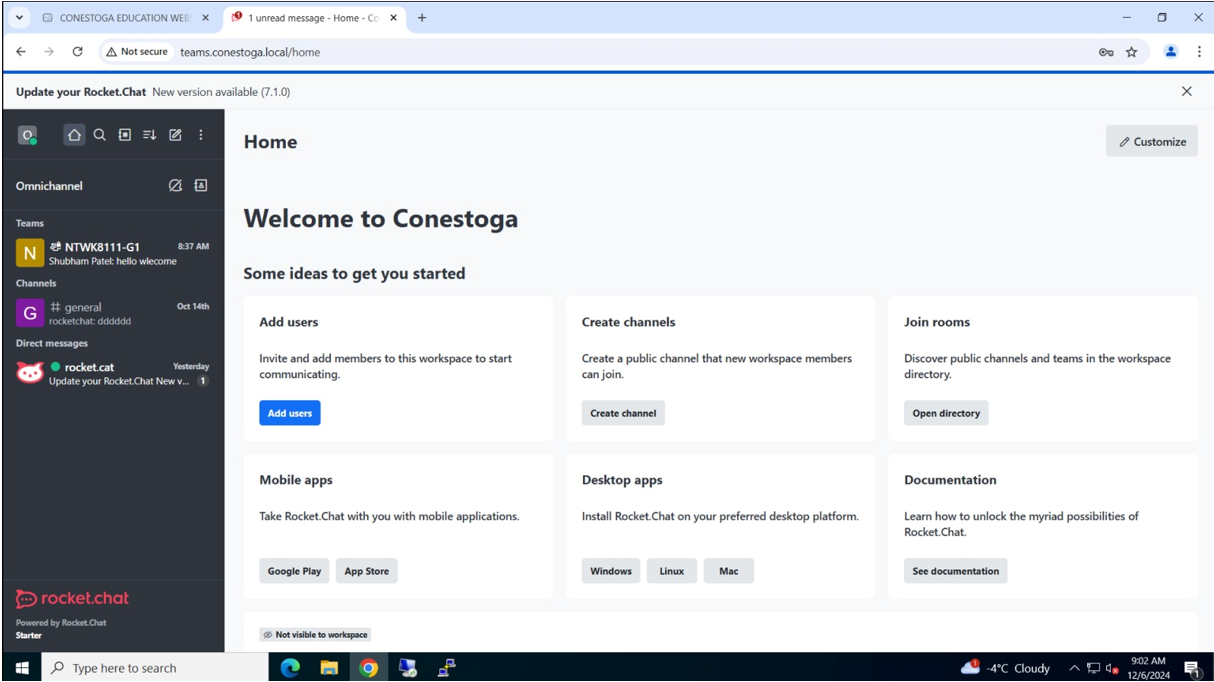 CONESTOGA EDUCATION WEB
1 unread message - Home - Co
Not secure
teams.conestoga.local/home
Update your Rocket.Chat New version available (7.1.0)
O
Home
Customize
Omnichannel
Welcome to Conestoga
Teams
N
NTWK8111-G1
8:37 AM
Shubham Patel: hello wlecome
Channels
G
general
Oct 14th
rocketchat: dddddd
Direct messages
rocket.cat
Yesterday
Update your Rocket.Chat New v...
1
Some ideas to get you started
Add users
Invite and add members to this workspace to start
communicating.
Add users
Create channels
Create a public channel that new workspace members
can join.
Create channel
Join rooms
Discover public channels and teams in the workspace
directory.
Open directory
Mobile apps
Take Rocket.Chat with you with mobile applications.
Google Play
App Store
Desktop apps
Install Rocket.Chat on your preferred desktop platform.
Windows
Linux
Mac
Documentation
Learn how to unlock the myriad possibilities of
Rocket.Chat.
See documentation
rocket.chat
Powered by Rocket.Chat
Starter
Not visible to workspace
Type here to search
-4°C Cloudy
9:02 AM
12/6/2024
1